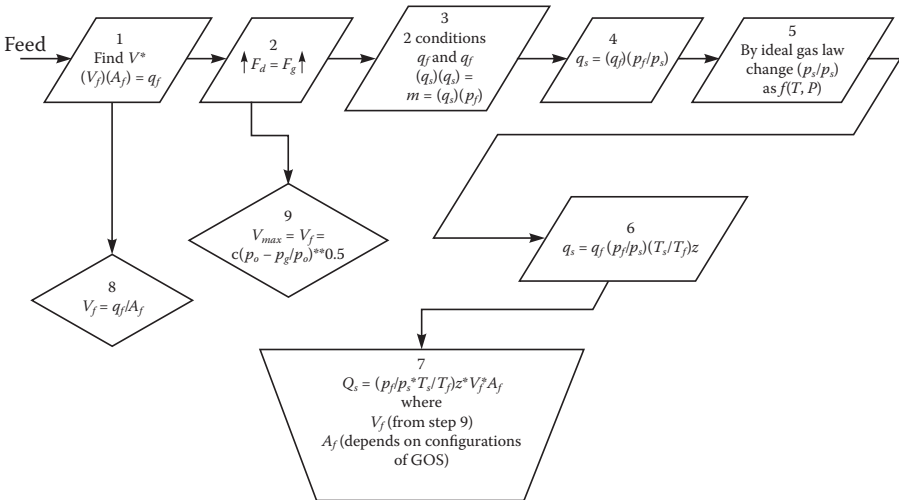 Feed
1
Find V*
(V_f)(A_f) = q_f
2
↑ F_d = F_g ↑
3
2 conditions
q_f and q_f
(q_s)(q_s) =
m = (q_s)(p_f)
4
q_s = (q_f)(p_f/p_s)
5
By ideal gas law
change (p_s/p_s)
as f(T, P)
9
V_max = V_f =
c(p_o – p_g/p_o)**0.5
6
q_s = q_f (p_f/p_s)(T_s/T_f)z
8
V_f = q_f/A_f
7
Q_s = (p_f/p_s*T_s/T_f)z*V_f*A_f
where
V_f (from step 9)
A_f (depends on configurations
of GOS)